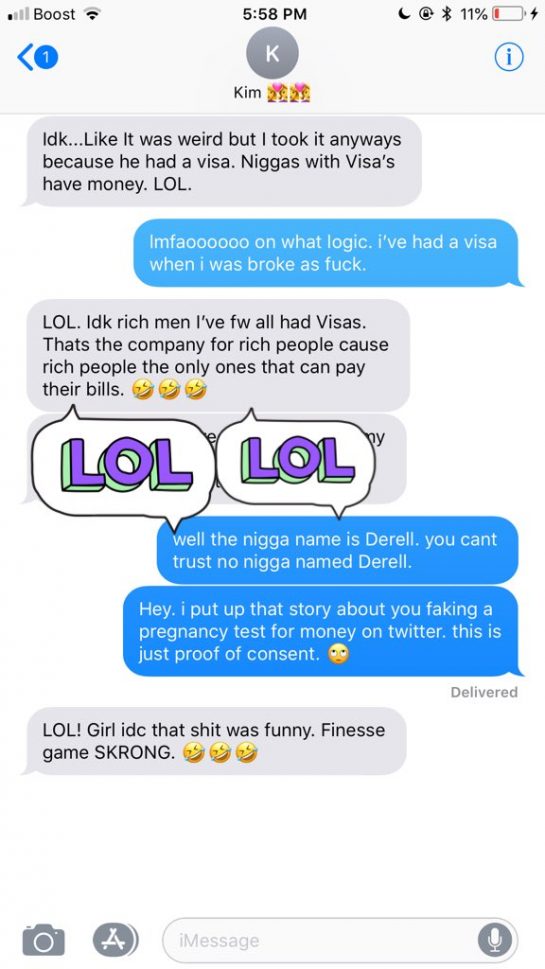 Boost 5:58 PM 11%
1
K
Kim 👩‍❤️‍💋‍👩👩‍❤️‍💋‍👩
Idk...Like It was weird but I took it anyways
because he had a visa. Niggas with Visa's
have money. LOL.
lmfaoooooo on what logic. i've had a visa
when i was broke as fuck.
LOL. Idk rich men I've fw all had Visas.
Thats the company for rich people cause
rich people the only ones that can pay
their bills. 🤣🤣🤣
LOL LOL
well the nigga name is Derell. you cant
trust no nigga named Derell.
Hey. i put up that story about you faking a
pregnancy test for money on twitter. this is
just proof of consent. 🙄
Delivered
LOL! Girl idc that shit was funny. Finesse
game SKRONG. 🤣🤣🤣
iMessage